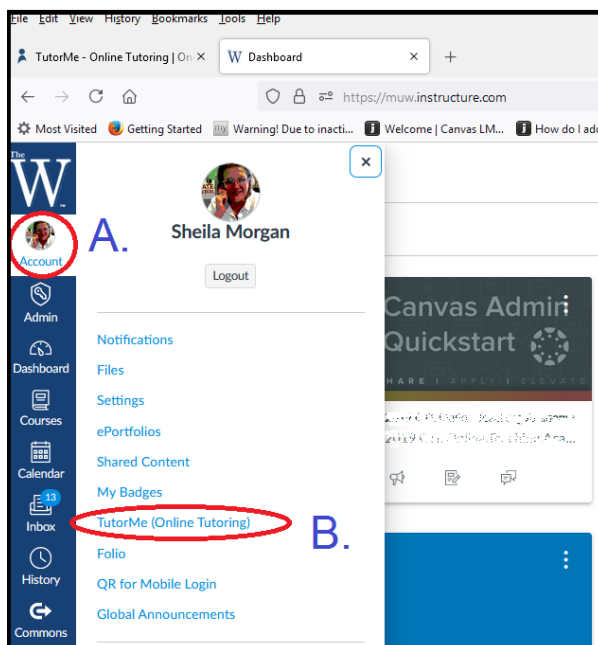 File Edit View History Bookmarks Tools Help
TutorMe - Online Tutoring | On
W Dashboard
https://muw.instructure.com
Most Visited Getting Started Warning! Due to inacti... Welcome | Canvas LM... How do I add
The
W
Account
A.
Sheila Morgan
Logout
Admin
Dashboard
Courses
Calendar
13
Inbox
History
Commons
Notifications
Files
Settings
ePortfolios
Shared Content
My Badges
TutorMe (Online Tutoring)
B.
Folio
QR for Mobile Login
Global Announcements
Canvas Admin
Quickstart
SHARE | APPLY | ELEVATE